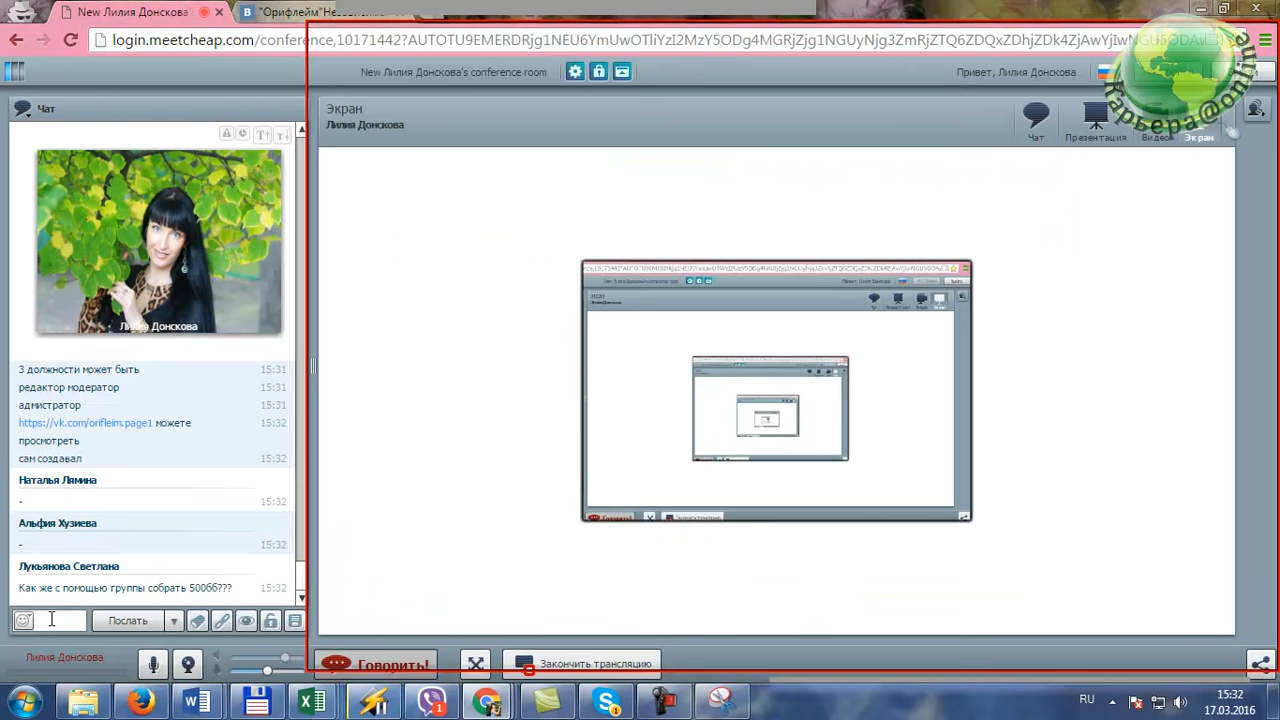 New Лилия Донскова
"Орифлейм"Незав
login.meetcheap.com/conference,10171442?AUTOTU9EMERDRjg1NEU6YmUwOTliYzI2MzY5ODg4MGRjZjg1NGUyNjg3ZmRjZTQ6ZDQxZDhjZDk4ZjAwYjIwNGU5ODA
New Лилия Донскова's conference room
Привет, Лилия Донскова
Карьера@online
Чат
Экран
Лилия Донскова
Чат
Презентация
Видео
Экран
Лилия Донскова
3 должности может быть 15:31
редактор модератор 15:31
адмистратор 15:31
https://vk.com/orifleim.page1 можете 15:32
просмотреть
сам создавал 15:32
Наталья Лямина
- 15:32
Альфия Хузиева
- 15:32
Лукьянова Светлана
Как же с помощью группы собрать 500бб??? 15:32
Послать
Лилия Донскова
Говорить!
Закончить трансляцию
RU
15:32
17.03.2016